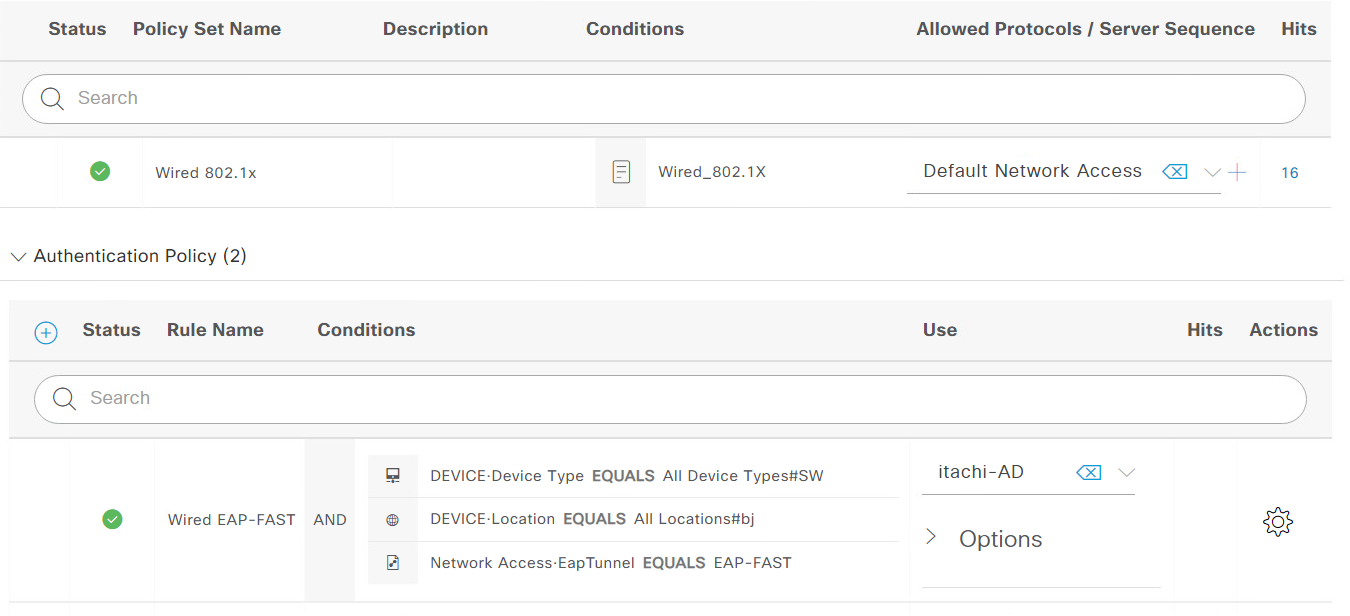 Status Policy Set Name Description Conditions Allowed Protocols / Server Sequence Hits
Search
Wired 802.1x Wired_802.1X Default Network Access 16
Authentication Policy (2)
Status Rule Name Conditions Use Hits Actions
Search
Wired EAP-FAST AND
DEVICE·Device Type EQUALS All Device Types#SW
DEVICE·Location EQUALS All Locations#bj
Network Access·EapTunnel EQUALS EAP-FAST
itachi-AD
Options